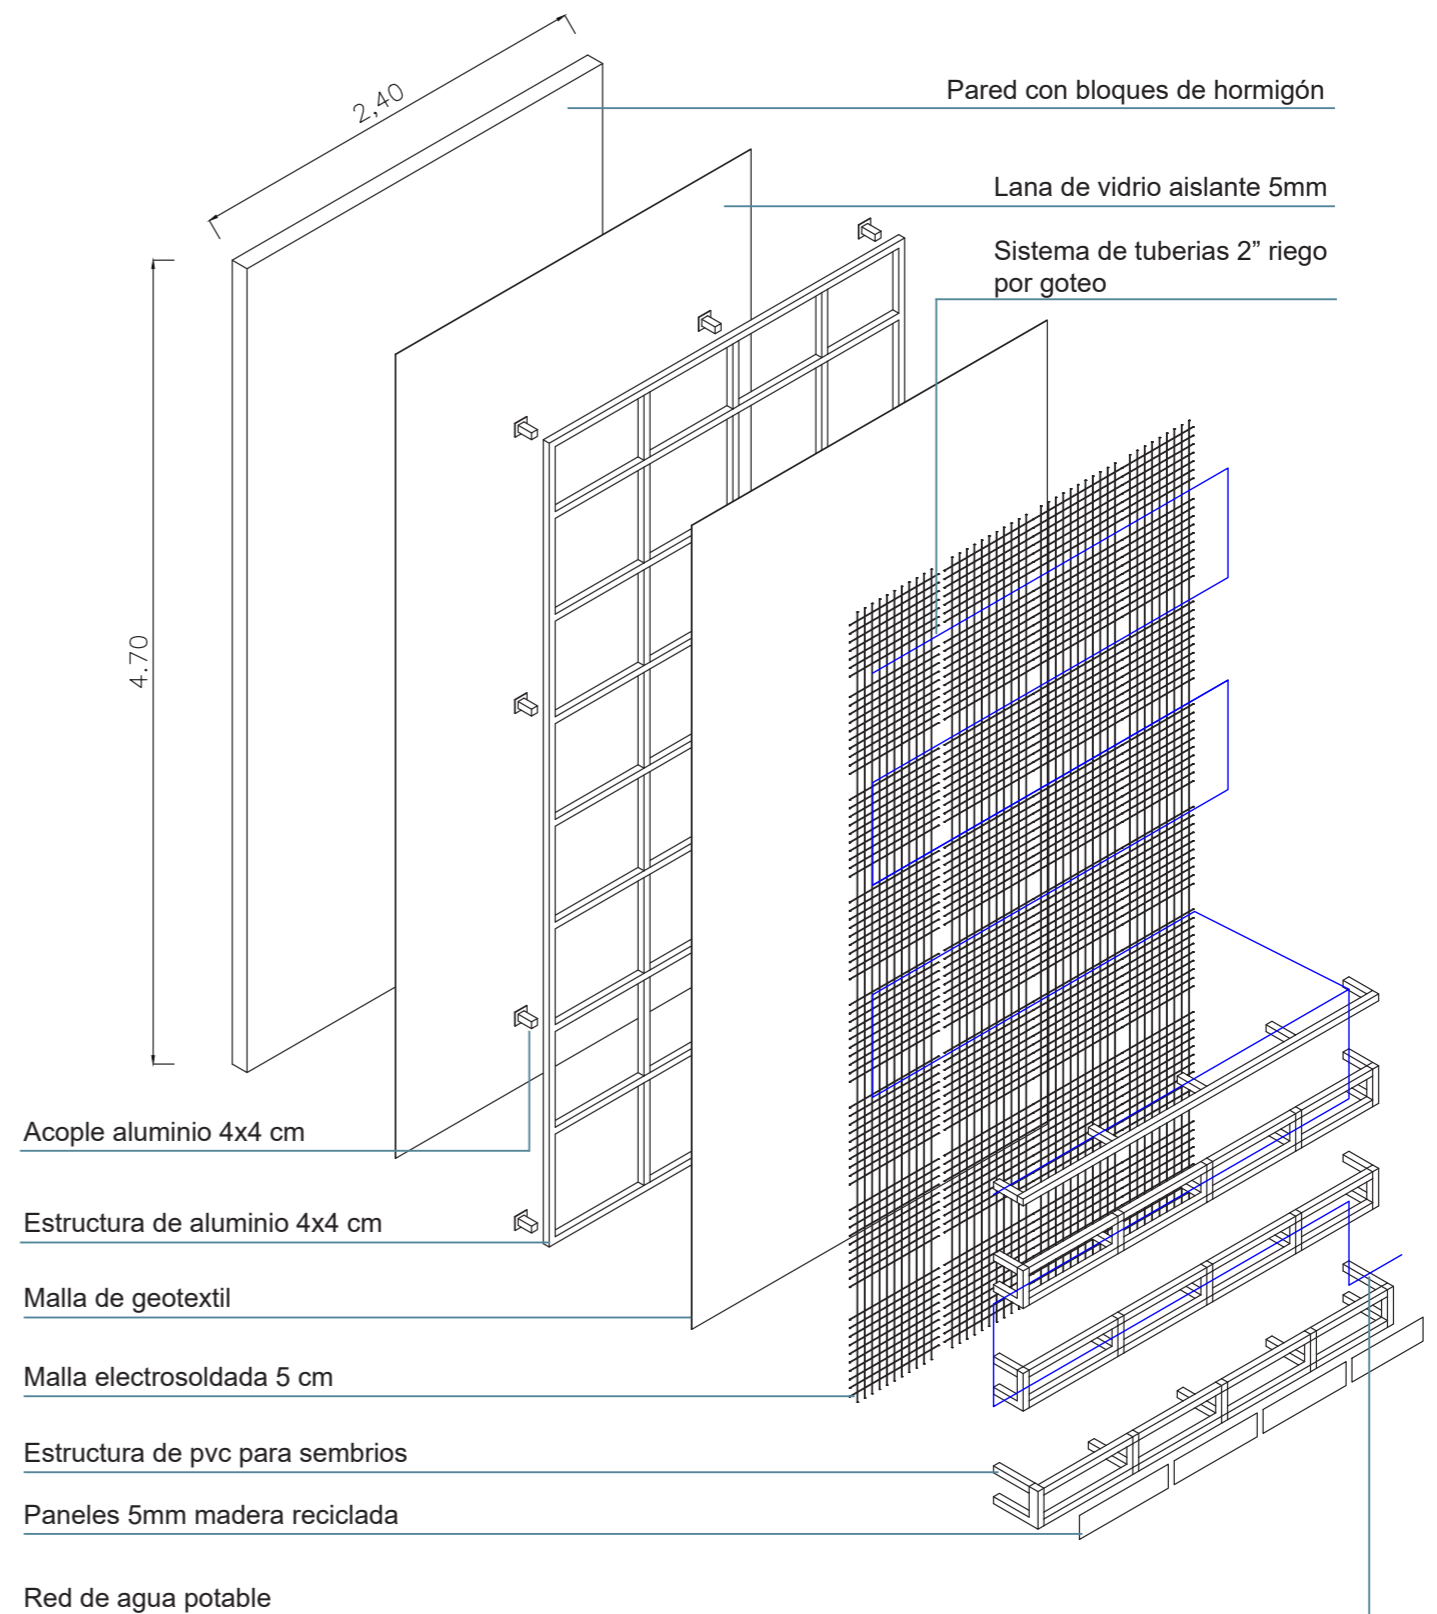 2,40
Pared con bloques de hormigón
Lana de vidrio aislante 5mm
Sistema de tuberias 2” riego
por goteo
4.70
Acople aluminio 4x4 cm
Estructura de aluminio 4x4 cm
Malla de geotextil
Malla electrosoldada 5 cm
Estructura de pvc para sembrios
Paneles 5mm madera reciclada
Red de agua potable